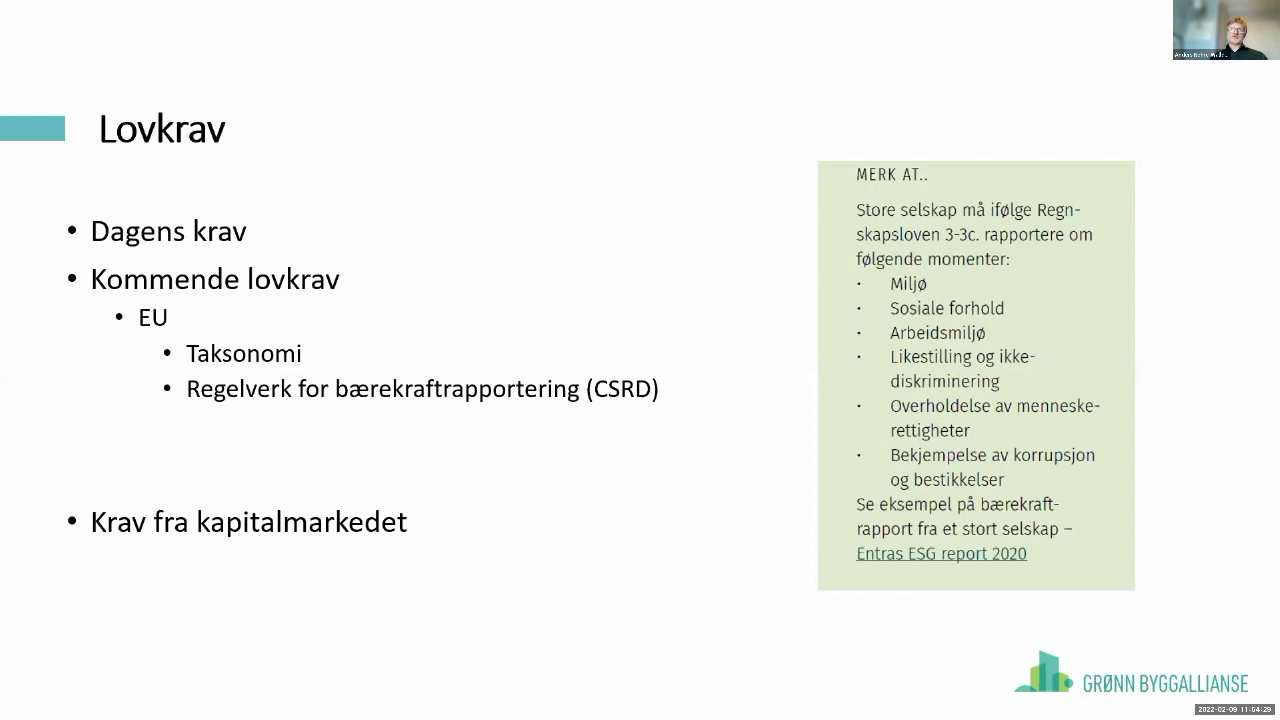 Lovkrav
• Dagens krav
• Kommende lovkrav
• EU
• Taksonomi
• Regelverk for bærekraftrapportering (CSRD)
• Krav fra kapitalmarkedet
MERK AT..
Store selskap må ifølge Regn-
skapsloven 3-3c. rapportere om
følgende momenter:
• Miljø
• Sosiale forhold
• Arbeidsmiljø
• Likestilling og ikke-
diskriminering
• Overholdelse av menneske-
rettigheter
• Bekjempelse av korrupsjon
og bestikkelser
Se eksempel på bærekraft-
rapport fra et stort selskap –
Entras ESG report 2020
GRØNN BYGGALLIANSE
2022-02-09 11:54:29